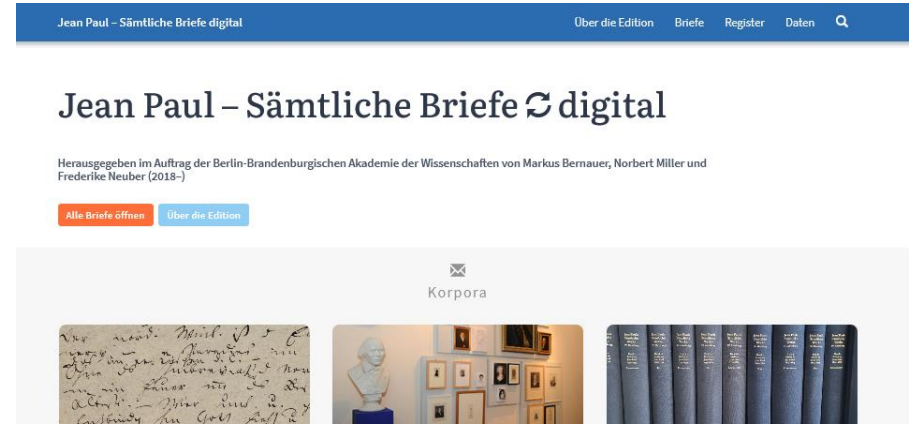 Jean Paul – Sämtliche Briefe digital
Über die Edition Briefe Register Daten
Jean Paul – Sämtliche Briefe digital
Herausgegeben im Auftrag der Berlin-Brandenburgischen Akademie der Wissenschaften von Markus Bernauer, Norbert Miller und
Frederike Neuber (2018–)
Alle Briefe öffnen Über die Edition
Korpora